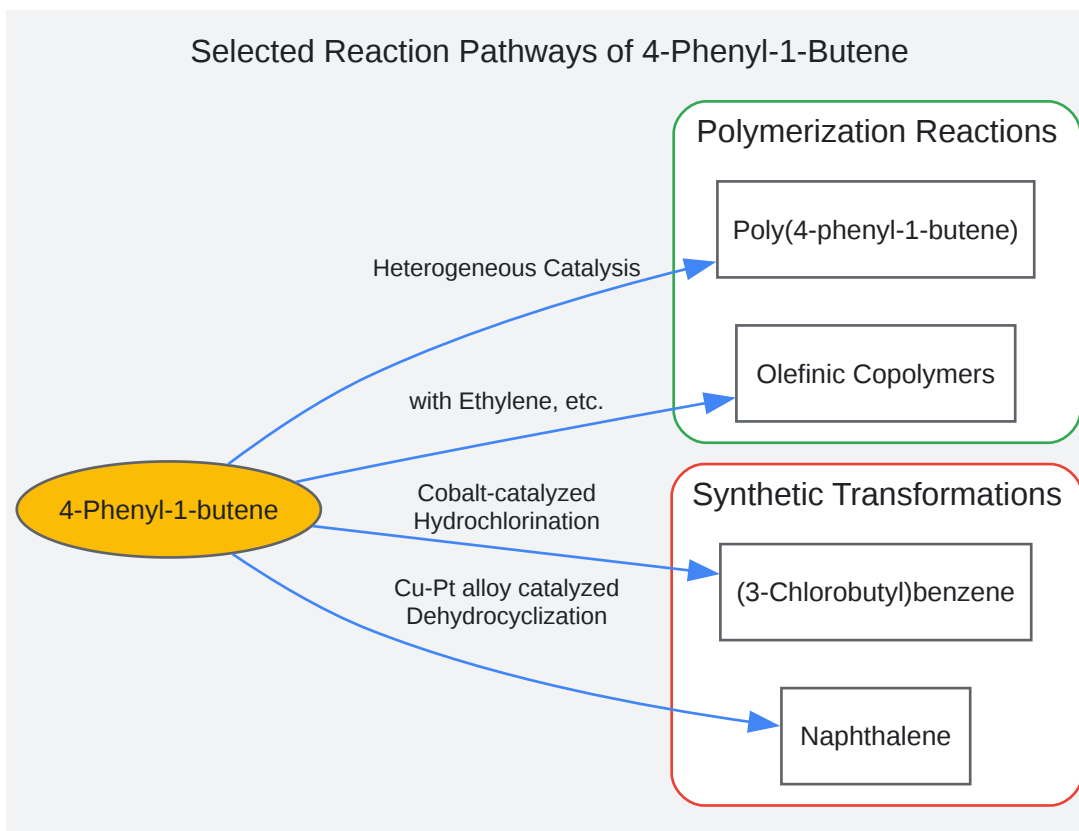 Selected Reaction Pathways of 4-Phenyl-1-Butene
Polymerization Reactions
Poly(4-phenyl-1-butene)
Heterogeneous Catalysis
Olefinic Copolymers
with Ethylene, etc.
4-Phenyl-1-butene
Cobalt-catalyzed
Hydrochlorination
Synthetic Transformations
(3-Chlorobutyl)benzene
Cu-Pt alloy catalyzed
Dehydrocyclization
Naphthalene